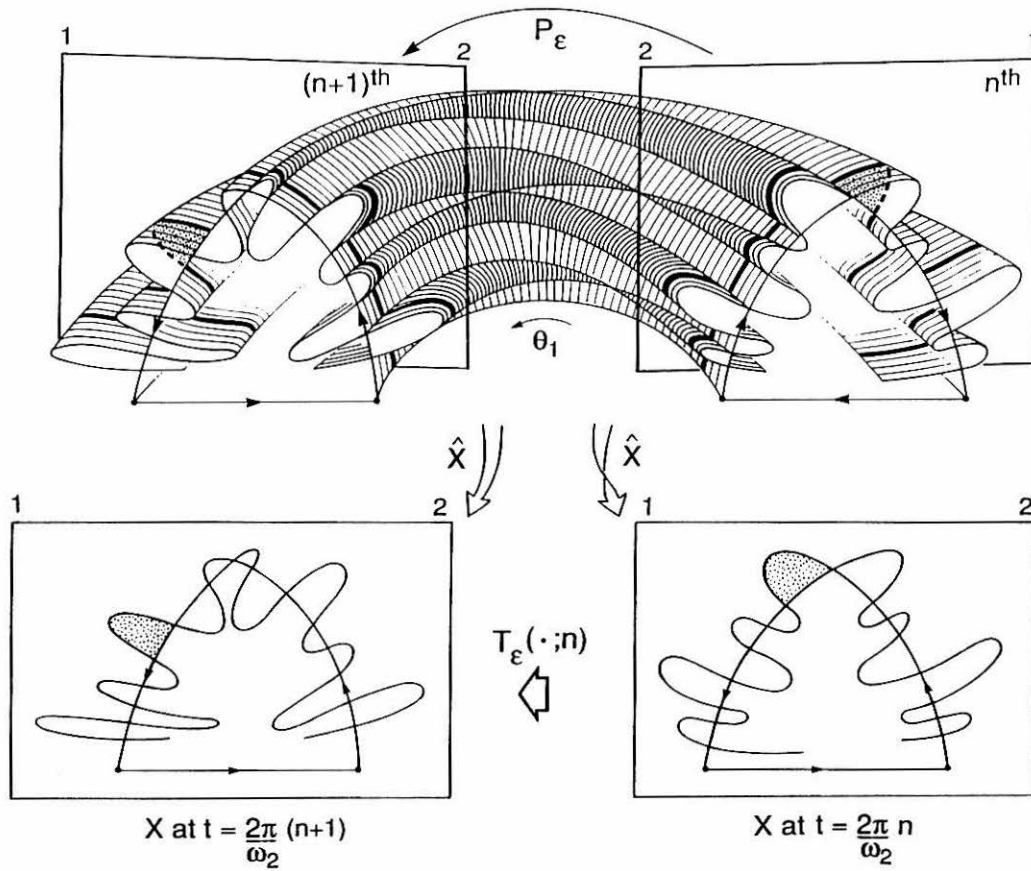 P_ε
1 2 2 1
(n+1)^th n^th
θ_1
X̂ X̂
1 2 1 2
T_ε(·;n)
X at t = 2π/ω_2 (n+1) X at t = 2π/ω_2 n